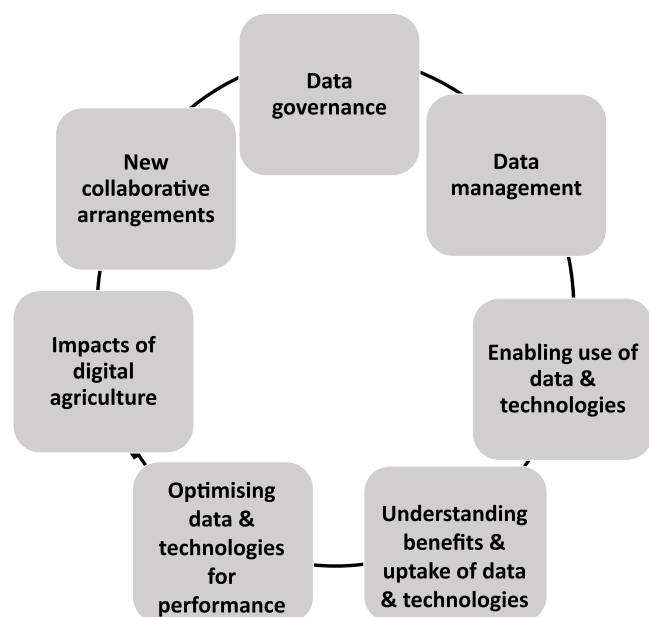 Data
governance
Data
management
Enabling use of
data &
technologies
Understanding
benefits &
uptake of data
& technologies
Optimising
data &
technologies
for
performance
Impacts of
digital
agriculture
New
collaborative
arrangements